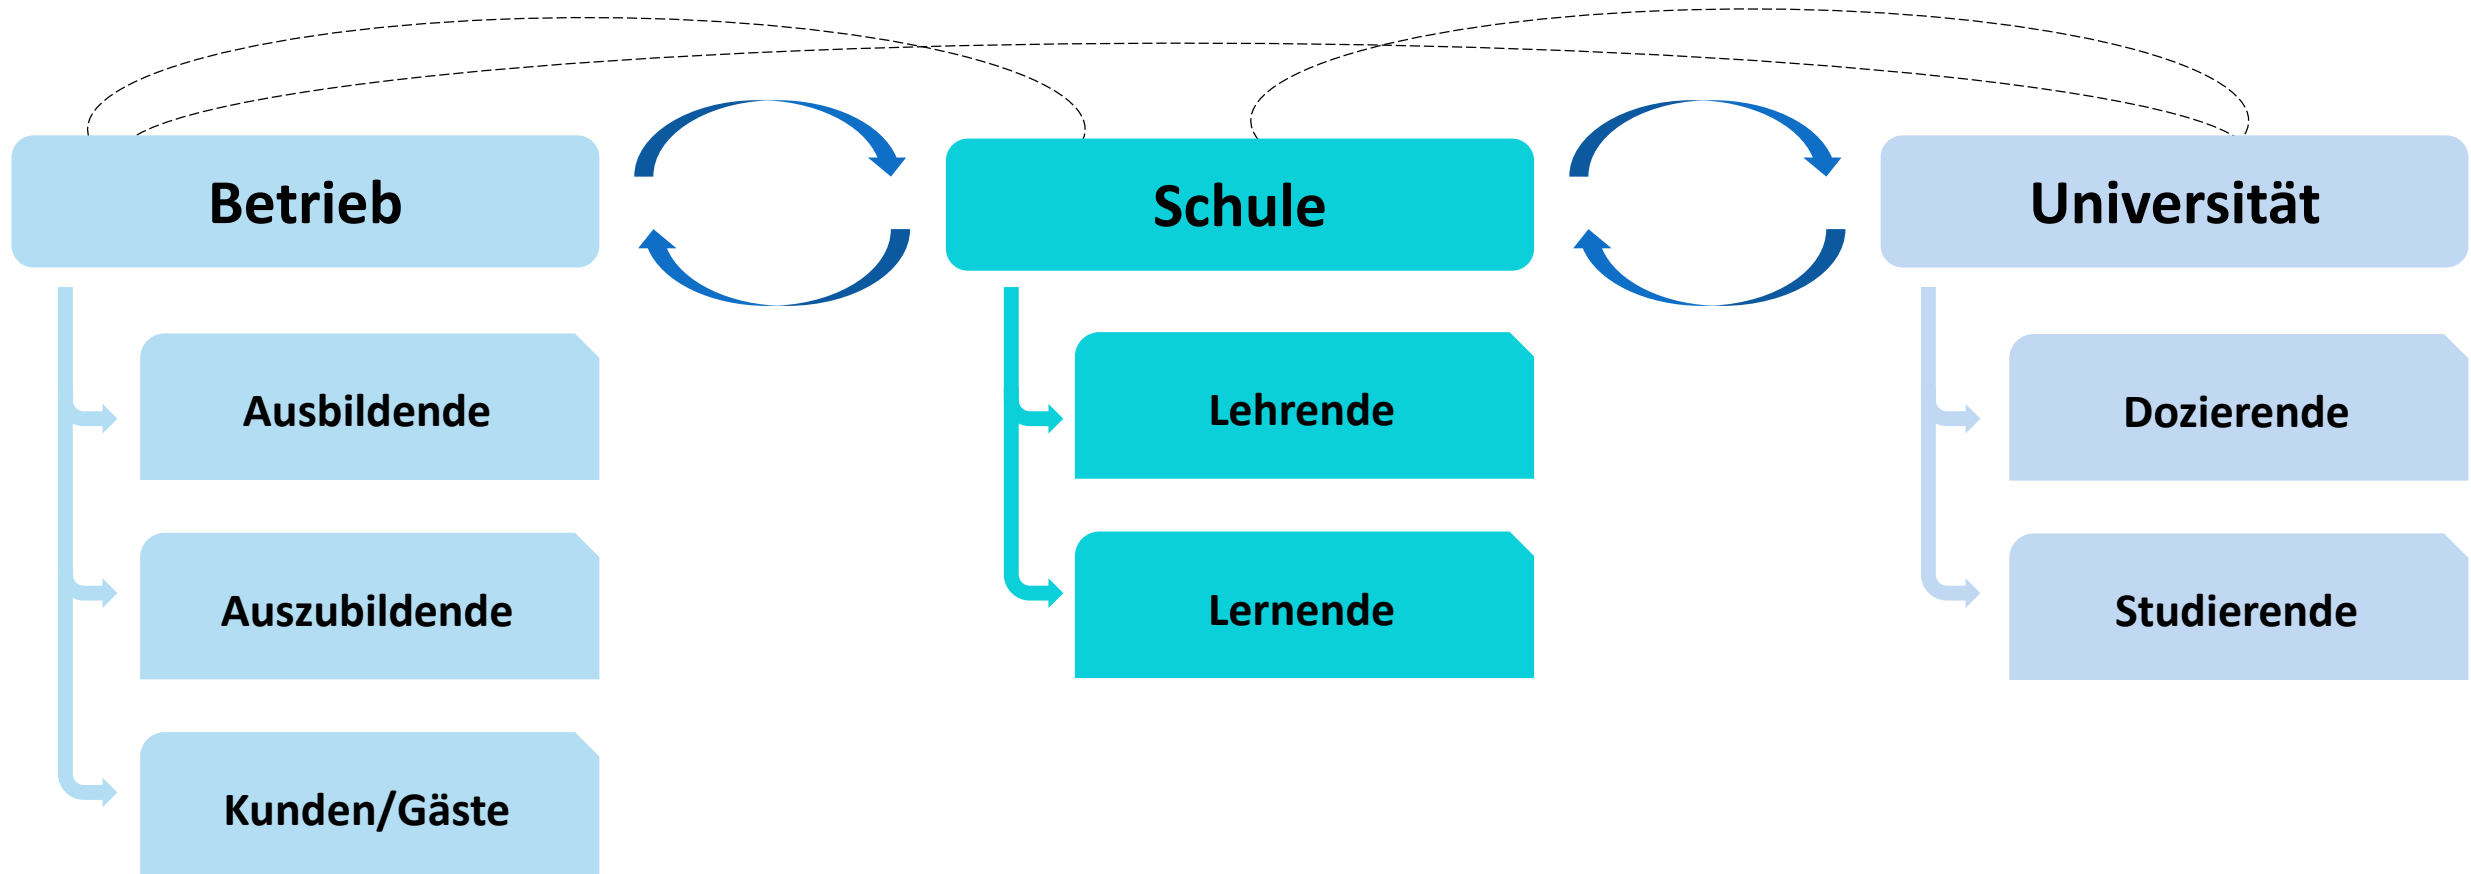 Betrieb
Ausbildende
Auszubildende
Kunden/Gäste
Schule
Lehrende
Lernende
Universität
Dozierende
Studierende